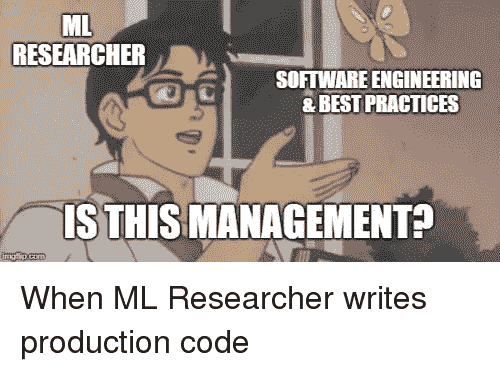 ML
RESEARCHER
SOFTWARE ENGINEERING
& BEST PRACTICES
IS THIS MANAGEMENT?
imgflip.com
When ML Researcher writes
production code